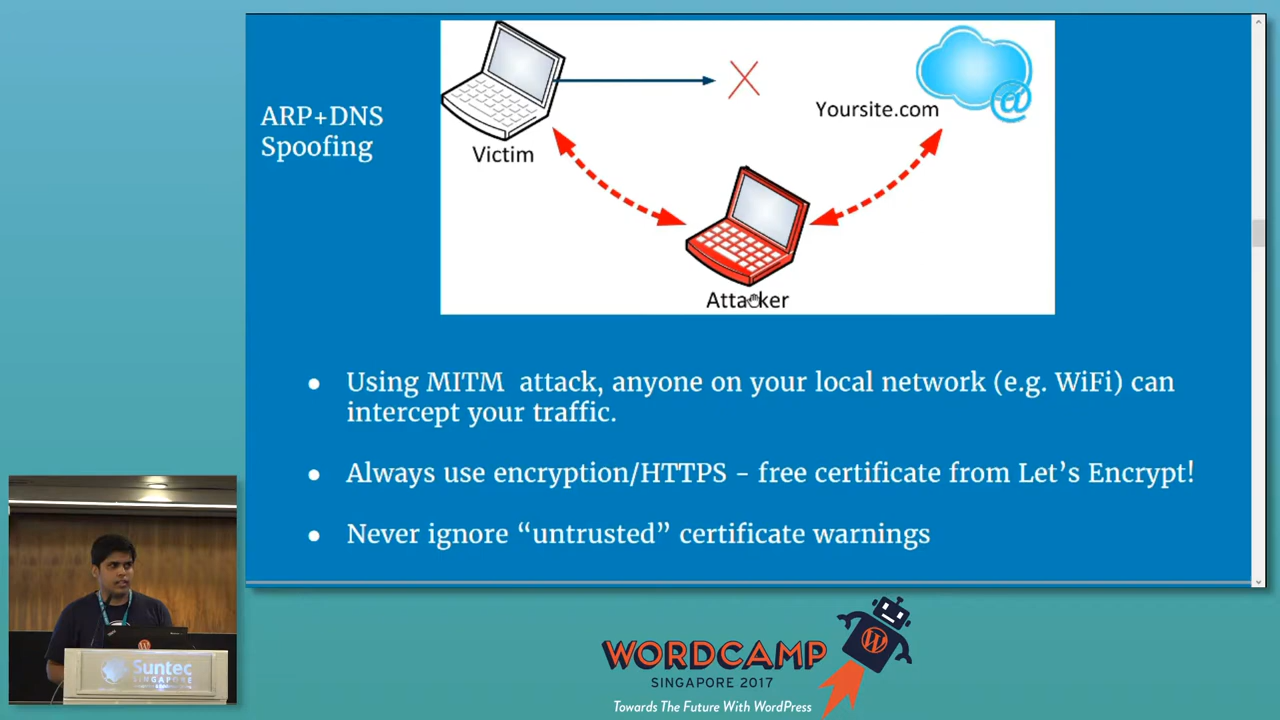 ARP+DNS
Spoofing
Victim
Yoursite.com
Attacker
● Using MITM  attack, anyone on your local network (e.g. WiFi) can
intercept your traffic.
● Always use encryption/HTTPS - free certificate from Let’s Encrypt!
● Never ignore “untrusted” certificate warnings
Suntec
SINGAPORE
WORDCAMP
SINGAPORE 2017
Towards The Future With WordPress